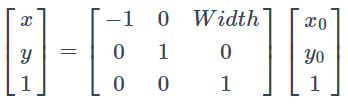 [x] = [-1 0 Width] [x₀]
[y] = [0 1 0] [y₀]
[1] = [0 0 1] [1]